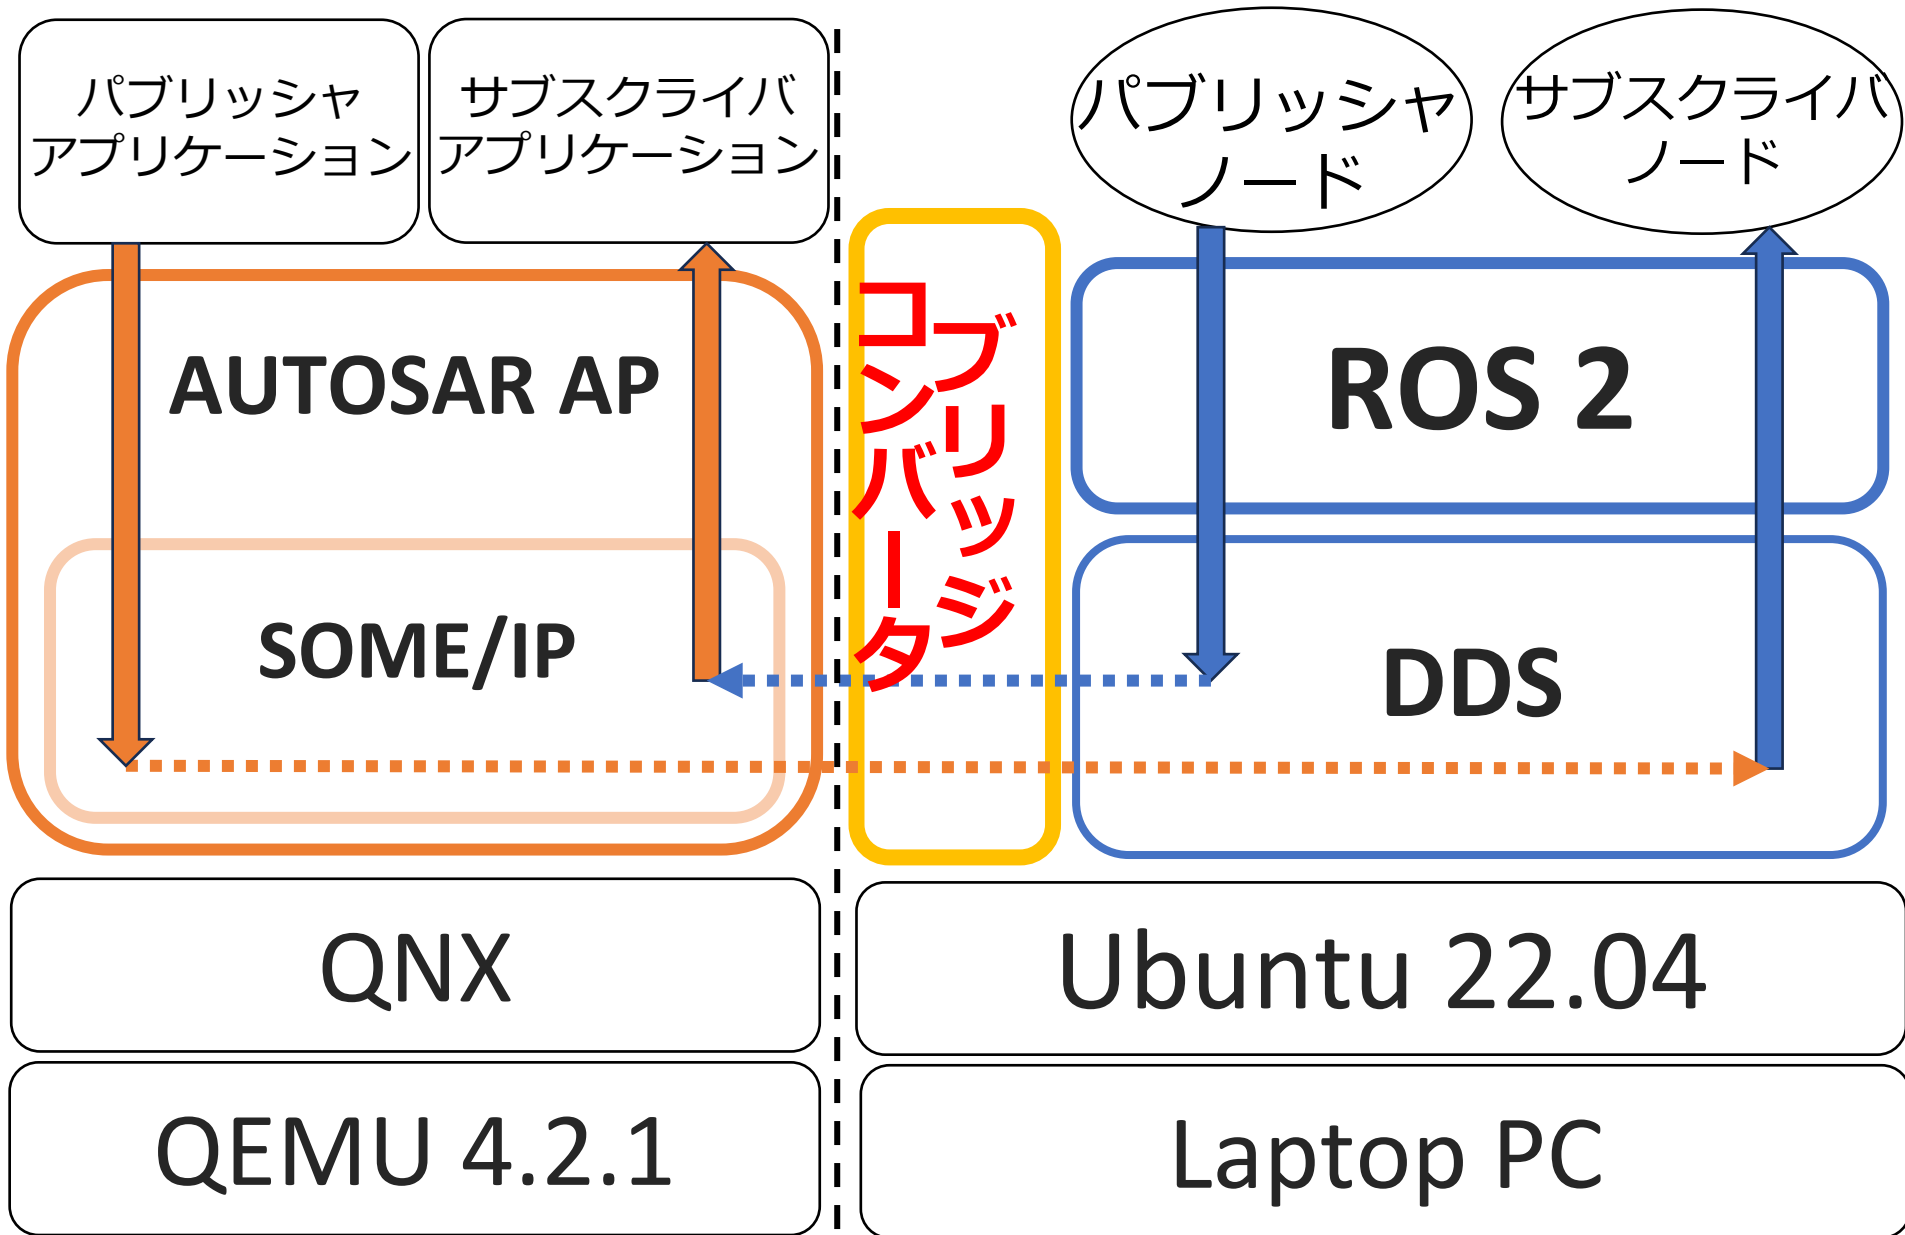 パブリッシャ
アプリケーション
サブスクライバ
アプリケーション
パブリッシャ
ノード
サブスクライバ
ノード
AUTOSAR AP
SOME/IP
ブリッジ
コンバータ
ROS 2
DDS
QNX
Ubuntu 22.04
QEMU 4.2.1
Laptop PC